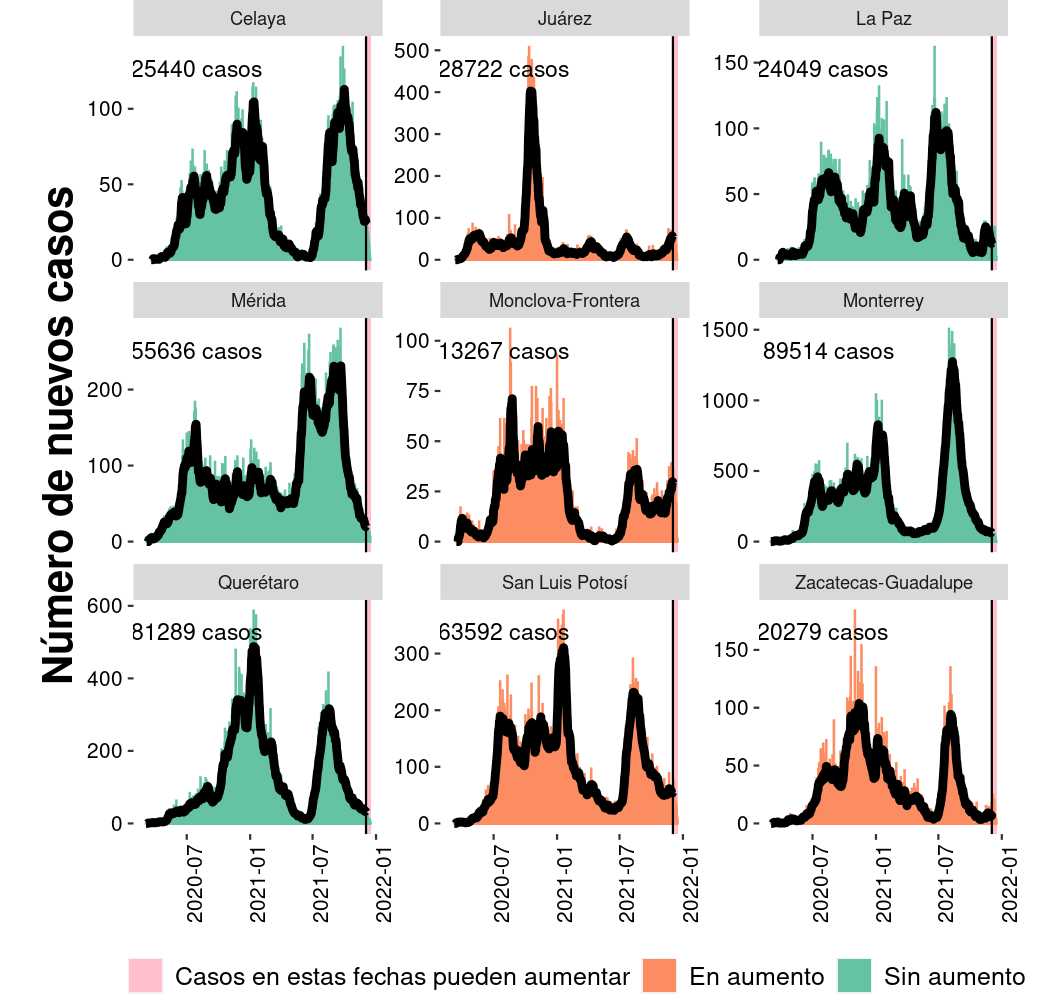 Número de nuevos casos
Celaya
Juárez
La Paz
25440 casos
28722 casos
24049 casos
100
50
0
500
400
300
200
100
0
150
100
50
0
Mérida
Monclova-Frontera
Monterrey
55636 casos
13267 casos
89514 casos
200
100
0
100
75
50
25
0
1500
1000
500
0
Querétaro
San Luis Potosí
Zacatecas-Guadalupe
81289 casos
63592 casos
20279 casos
600
400
200
0
300
200
100
0
150
100
50
0
2020-07
2021-01
2021-07
2022-01
2020-07
2021-01
2021-07
2022-01
2020-07
2021-01
2021-07
2022-01
Casos en estas fechas pueden aumentar
En aumento
Sin aumento